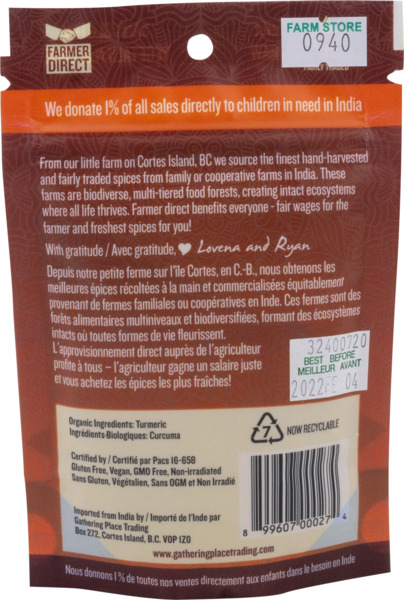 FARMER
DIRECT
FARM STORE
0940
We donate 1% of all sales directly to children in need in India
From our little farm on Cortes Island, BC we source the finest hand-harvested
and fairly traded spices from family or cooperative farms in India. These
farms are biodiverse, multi-tiered food forests, creating intact ecosystems
where all life thrives. Farmer direct benefits everyone - fair wages for the
farmer and freshest spices for you!
With gratitude / Avec gratitude, Lovena and Ryan
Depuis notre petite ferme sur l'île Cortes, en C.-B., nous obtenons les
meilleures épices récoltées à la main et commercialisées équitablement
provenant de fermes familiales ou coopératives en Inde. Ces fermes sont des
forêts alimentaires multiniveaux et biodiversifiées, formant des écosystèmes
intacts où toutes formes de vie fleurissent.
L'approvisionnement direct auprès de l'agriculteur
profite à tous – l'agriculteur gagne un salaire juste
et vous achetez les épices les plus fraîches!
32400720
BEST BEFORE
MEILLEUR AVANT
2022FE 04
Organic Ingredients: Turmeric
Ingrédients-Biologiques: Curcuma
7
NOW RECYCLABLE
Certified by / Certifié par Pacs 16-658
Gluten Free, Vegan, GMO Free, Non-irradiated
Sans Gluten, Végétalien, Sans OGM et Non Irradié
Imported from India by / Importé de l'Inde par
Gathering Place Trading
Box 272, Cortes Island, B.C. V0P 1Z0
8 99607 00027 4
www.gatheringplacetrading.com
Nous donnons 1 % de toutes nos ventes directement aux enfants dans le besoin en Inde